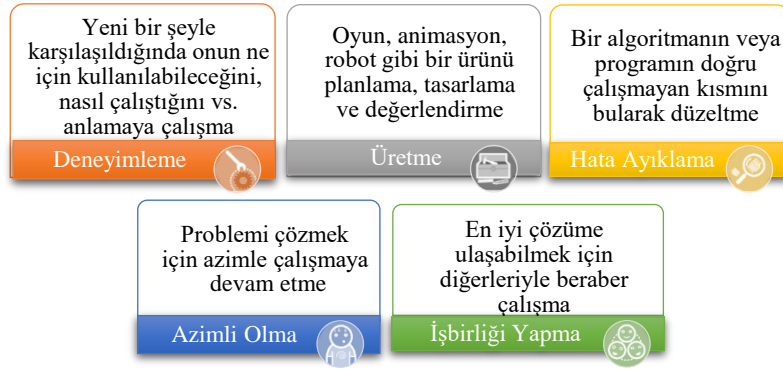 Yeni bir şeyle
karşılaşıldığında onun ne
için kullanılabileceğini,
nasıl çalıştığını vs.
anlamaya çalışma
Deneyimleme
Oyun, animasyon,
robot gibi bir ürünü
planlama, tasarlama
ve değerlendirme
Üretme
Bir algoritmanın veya
programın doğru
çalışmayan kısmını
bularak düzeltme
Hata Ayıklama
Problemi çözmek
için azimle çalışmaya
devam etme
Azimli Olma
En iyi çözüme
ulaşabilmek için
diğerleriyle beraber
çalışma
İşbirliği Yapma